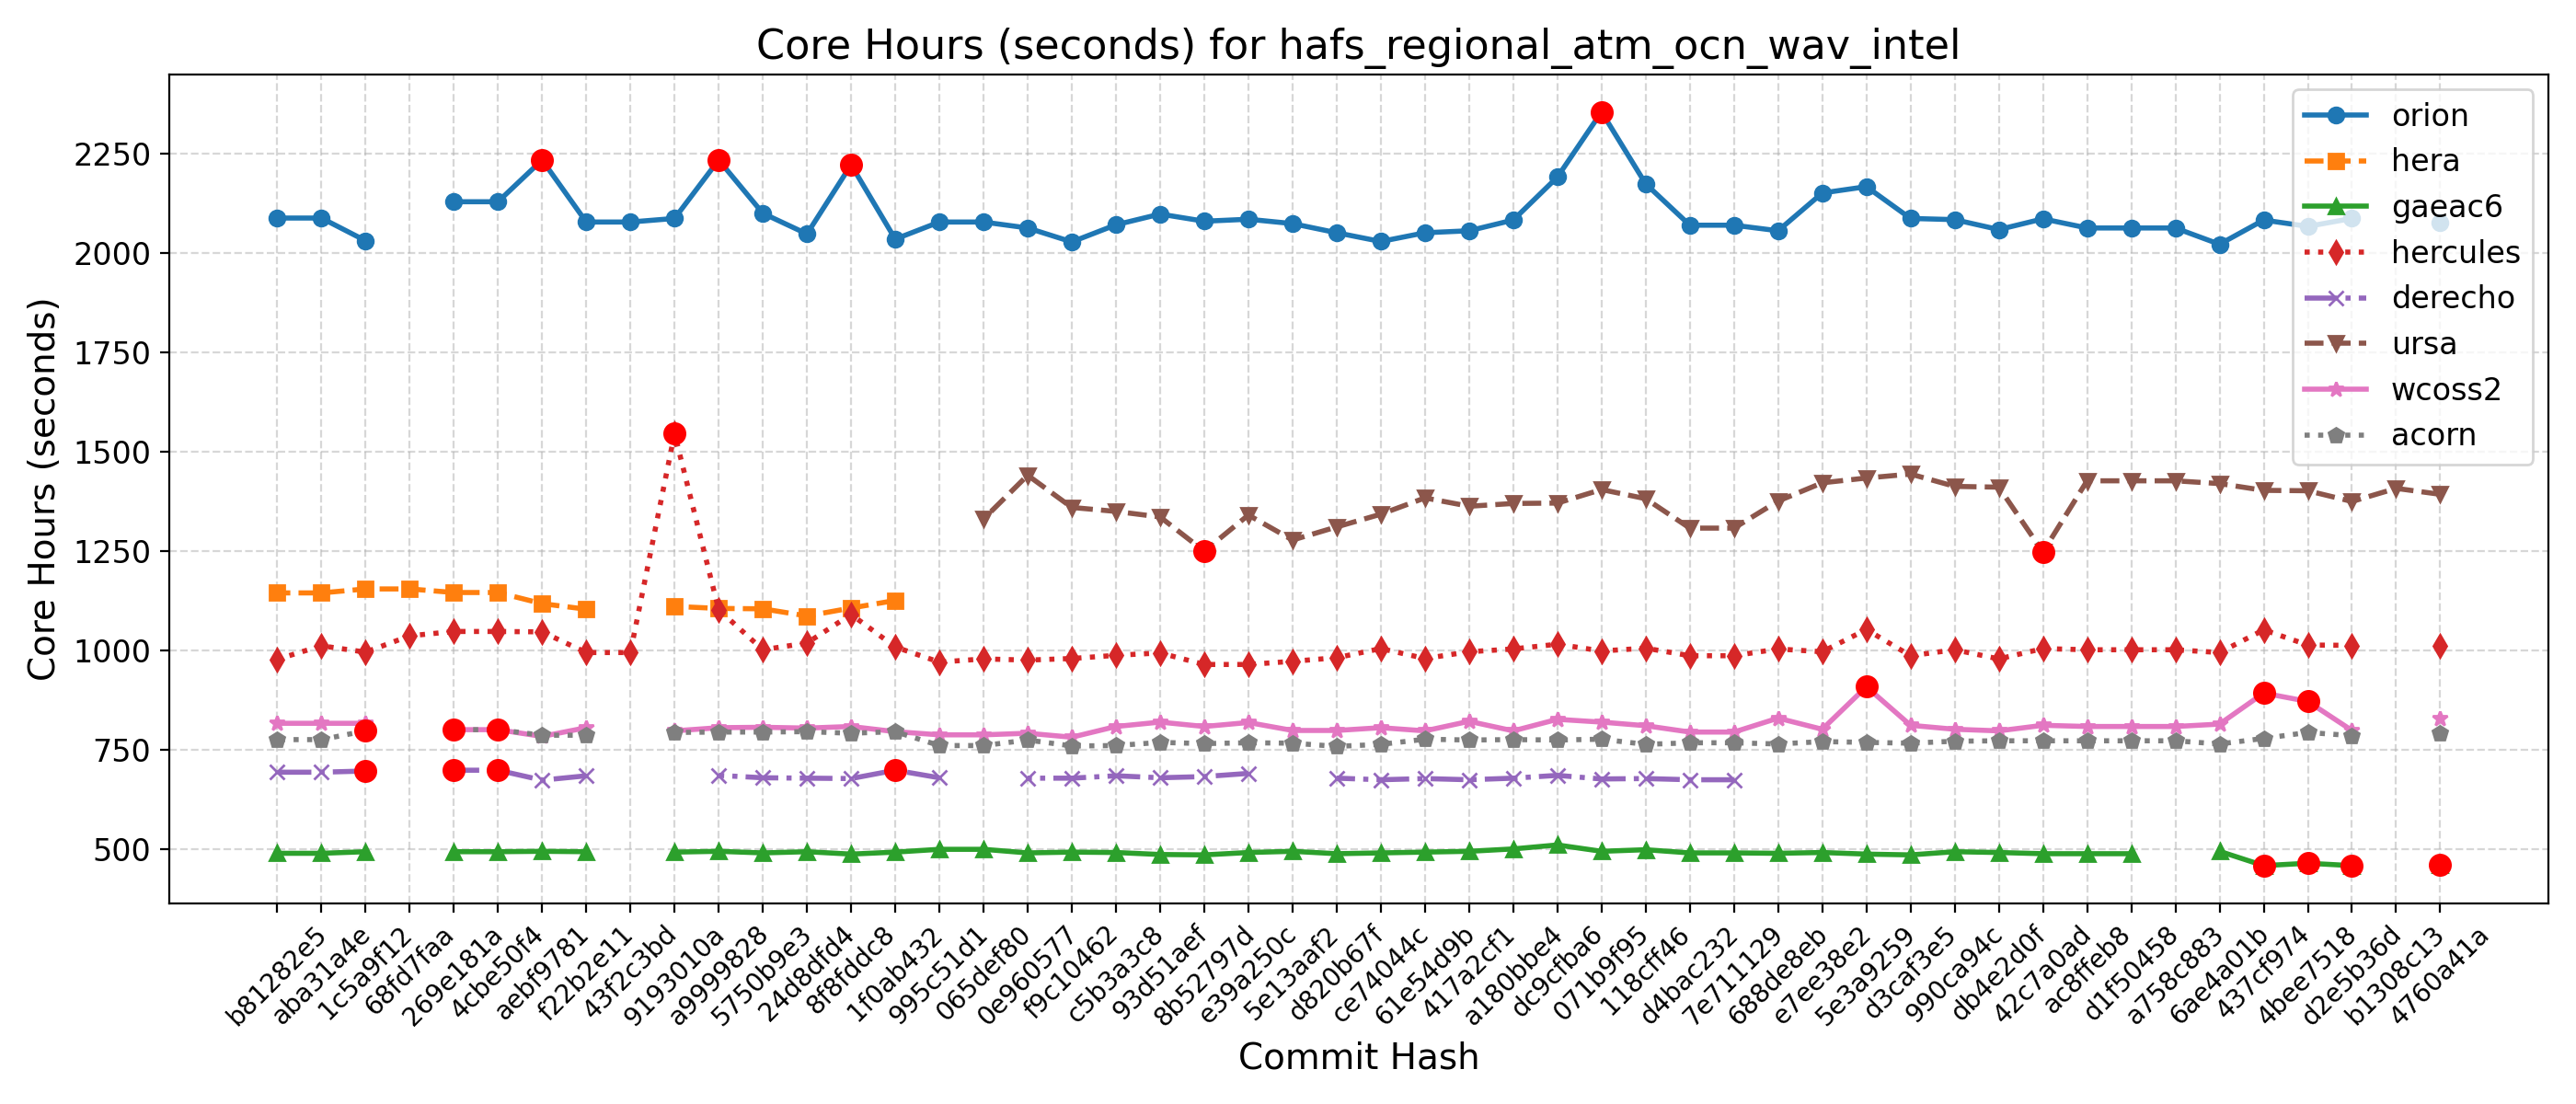 Core Hours (seconds) for hafs_regional_atm_ocn_wav_intel
Core Hours (seconds)
2250
2000
1750
1500
1250
1000
750
500
orion
hera
gaeac6
hercules
derecho
ursa
wcoss2
acorn
b81282e5
aba31a4e
1c5a9f12
68fd7faa
269e181a
4cbe50f4
aebf9781
f22b2e11
43f2c3bd
9193010a
a9999828
5750b9e3
24d8dfd4
8f8fddc8
1f0ab432
995c51d1
065def80
0e960577
f9c10462
c5b3a3c8
93d51aef
8b52797d
e39a250c
5e13aaf2
d820b67f
ce74044c
61e54d9b
417a2cf1
a180bbe4
dc9cfba6
071b9f95
118cff46
d4bac232
7e711129
688de8eb
e7ee38e2
5e3a9259
d3caf3e5
990ca94c
db4e2d0f
42c7a0ad
ac8ffeb8
d1f50458
a758c883
6ae4a01b
437cf974
4bee7518
d2e5b36d
b1308c13
4760a41a
Commit Hash